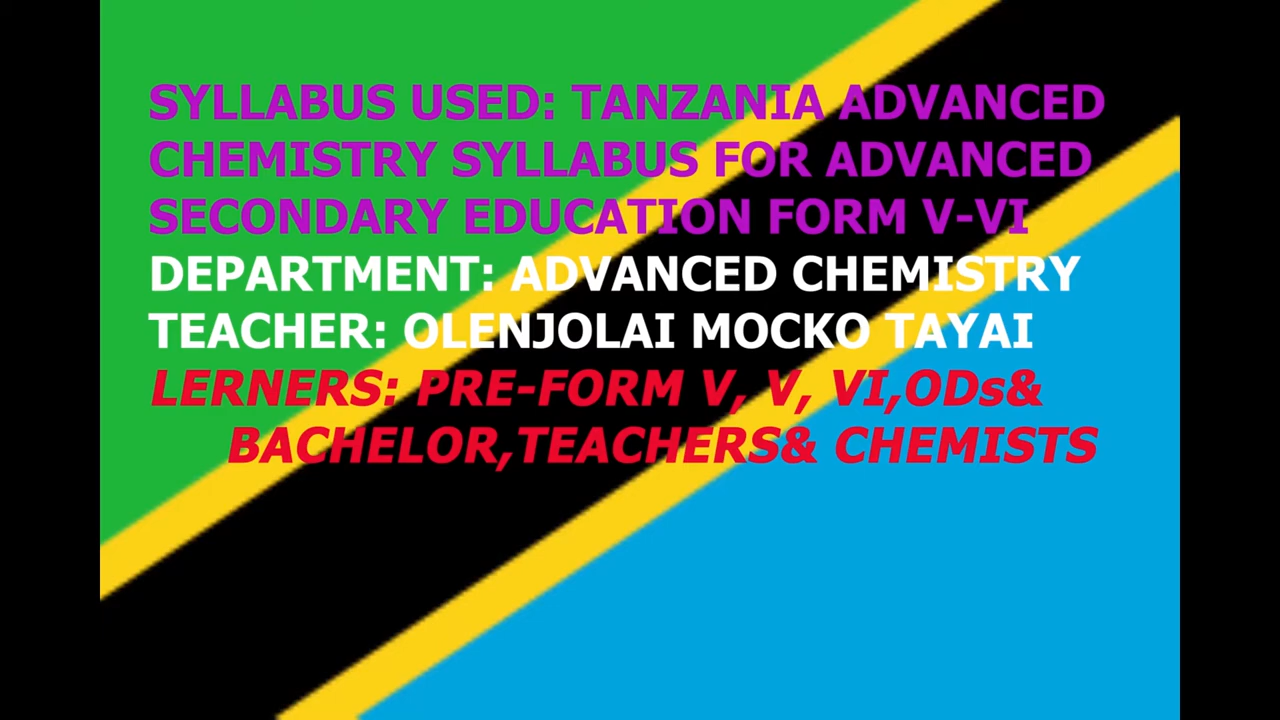 SYLLABUS USED: TANZANIA ADVANCED
CHEMISTRY SYLLABUS FOR ADVANCED
SECONDARY EDUCATION FORM V-VI
DEPARTMENT: ADVANCED CHEMISTRY
TEACHER: OLENJOLAI MOCKO TAYAI
LERNERS: PRE-FORM V, V, VI,ODs&
BACHELOR,TEACHERS& CHEMISTS